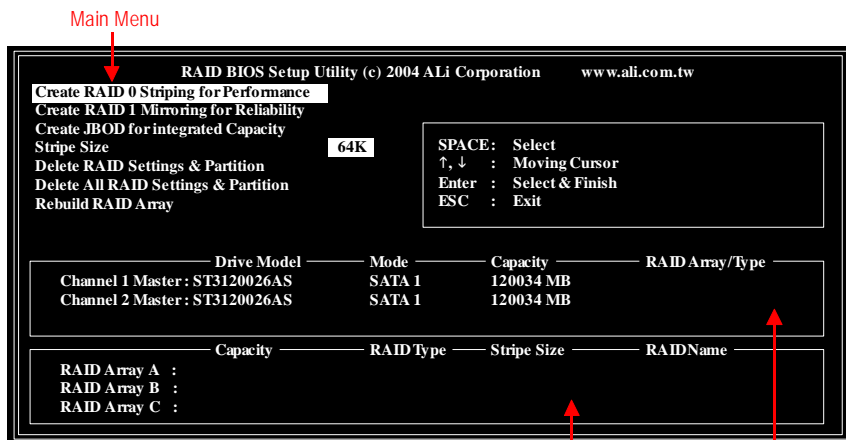 Main Menu
RAID BIOS Setup Utility (c) 2004 ALi Corporation www.ali.com.tw
Create RAID 0 Striping for Performance
Create RAID 1 Mirroring for Reliability
Create JBOD for integrated Capacity
Stripe Size 64K
Delete RAID Settings & Partition
Delete All RAID Settings & Partition
Rebuild RAID Array
SPACE: Select
↑, ↓ : Moving Cursor
Enter : Select & Finish
ESC : Exit
Drive Model Mode Capacity RAID Array/Type
Channel 1 Master : ST3120026AS SATA 1 120034 MB
Channel 2 Master : ST3120026AS SATA 1 120034 MB
Capacity RAID Type Stripe Size RAIDName
RAID Array A :
RAID Array B :
RAID Array C :